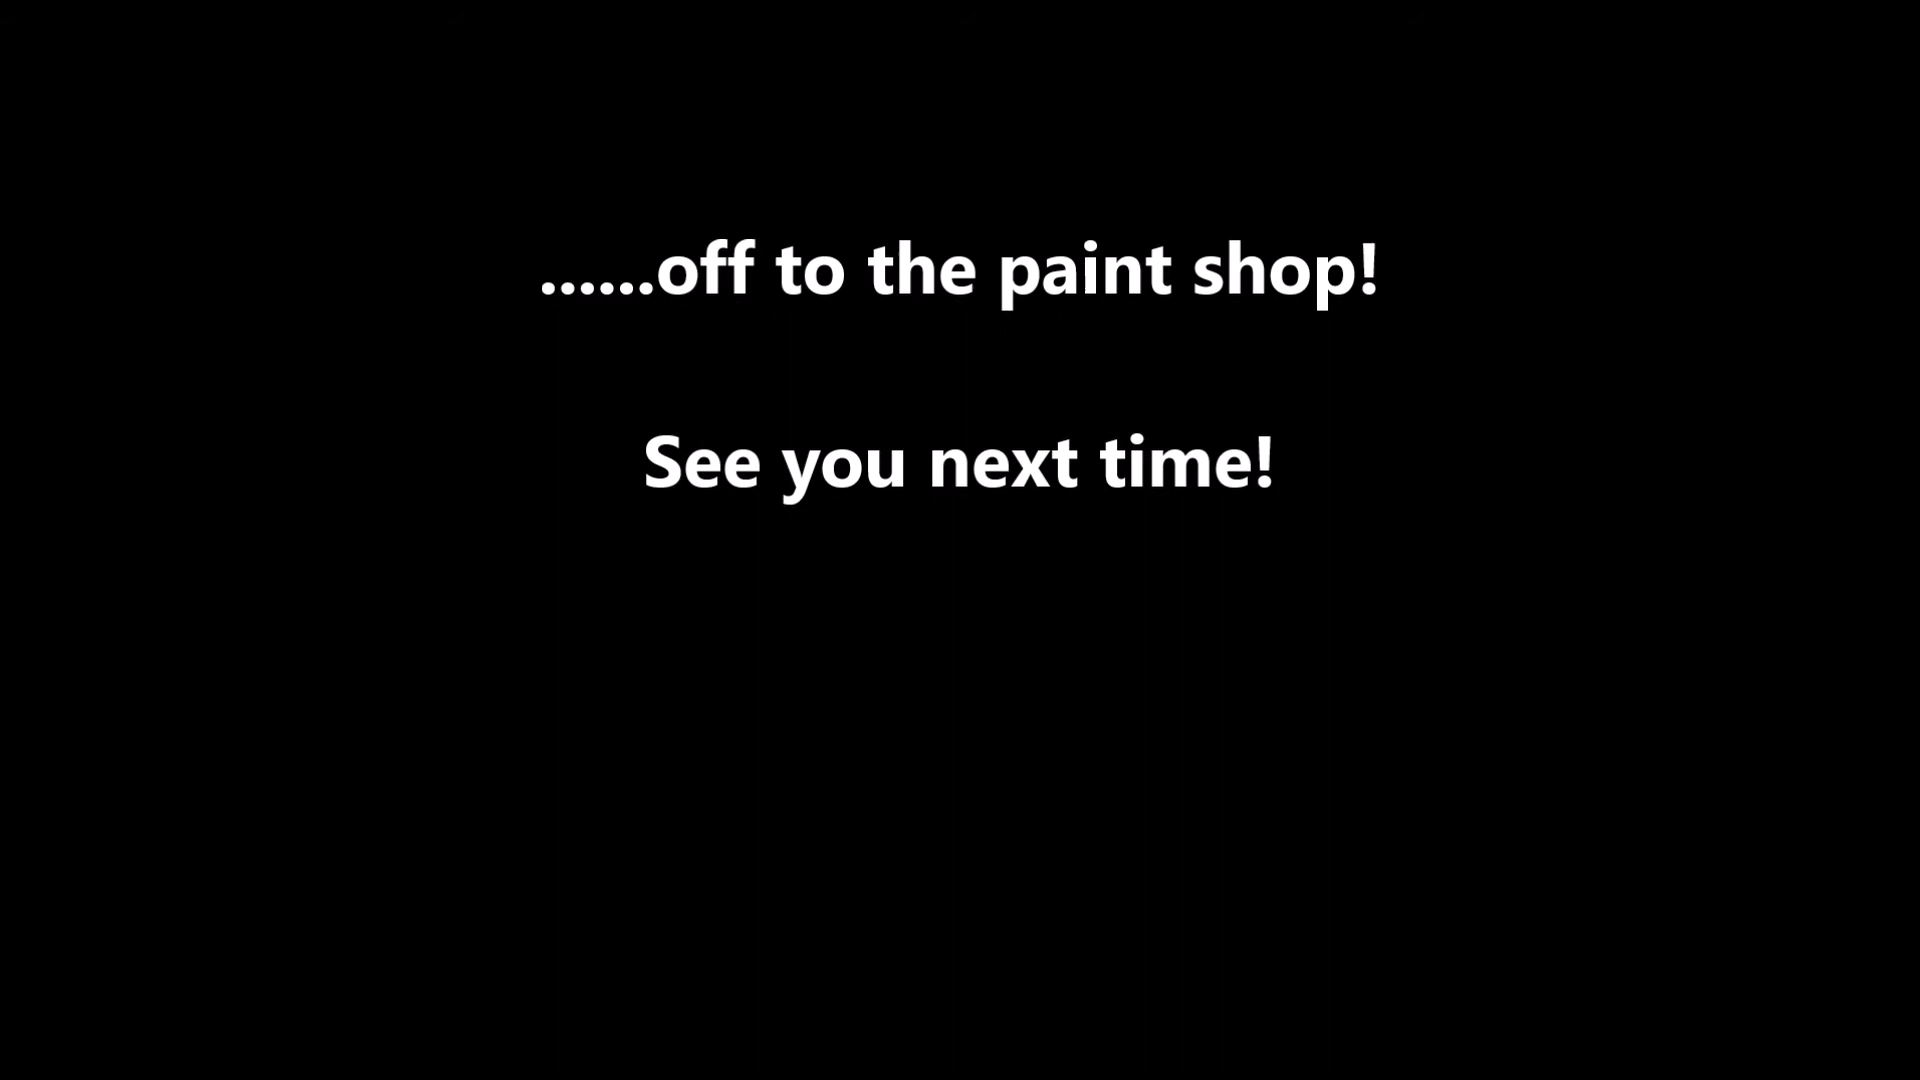 ......off to the paint shop!
See you next time!